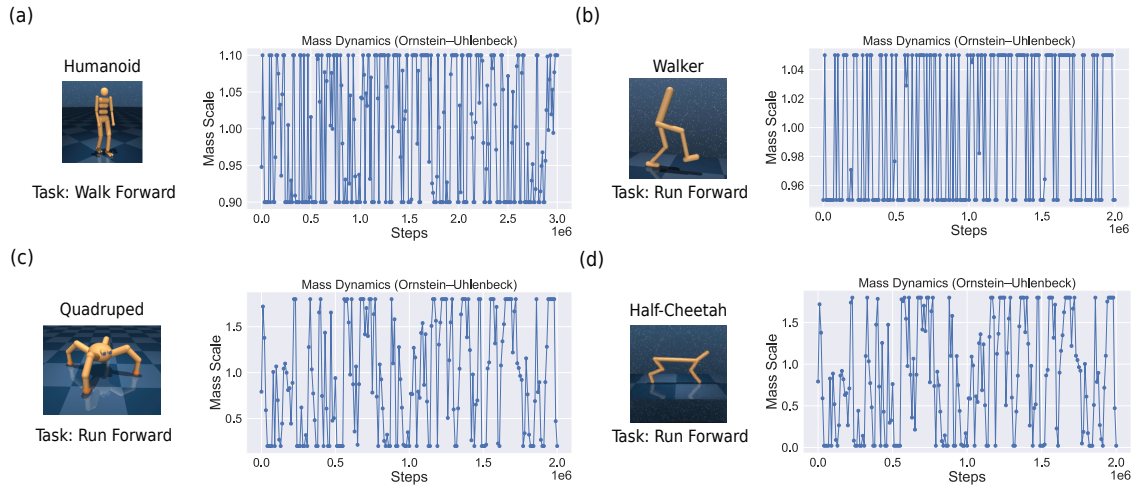 (a)
Humanoid
Task: Walk Forward
Mass Dynamics (Ornstein–Uhlenbeck)
Mass Scale
1.10
1.05
1.00
0.95
0.90
0.0 0.5 1.0 1.5 2.0 2.5 3.0
Steps
1e6
(b)
Walker
Task: Run Forward
Mass Dynamics (Ornstein–Uhlenbeck)
Mass Scale
1.04
1.02
1.00
0.98
0.96
0.0 0.5 1.0 1.5 2.0
Steps
1e6
(c)
Quadruped
Task: Run Forward
Mass Dynamics (Ornstein–Uhlenbeck)
Mass Scale
1.5
1.0
0.5
0.0 0.5 1.0 1.5 2.0
Steps
1e6
(d)
Half-Cheetah
Task: Run Forward
Mass Dynamics (Ornstein–Uhlenbeck)
Mass Scale
1.5
1.0
0.5
0.0
0.0 0.5 1.0 1.5 2.0
Steps
1e6